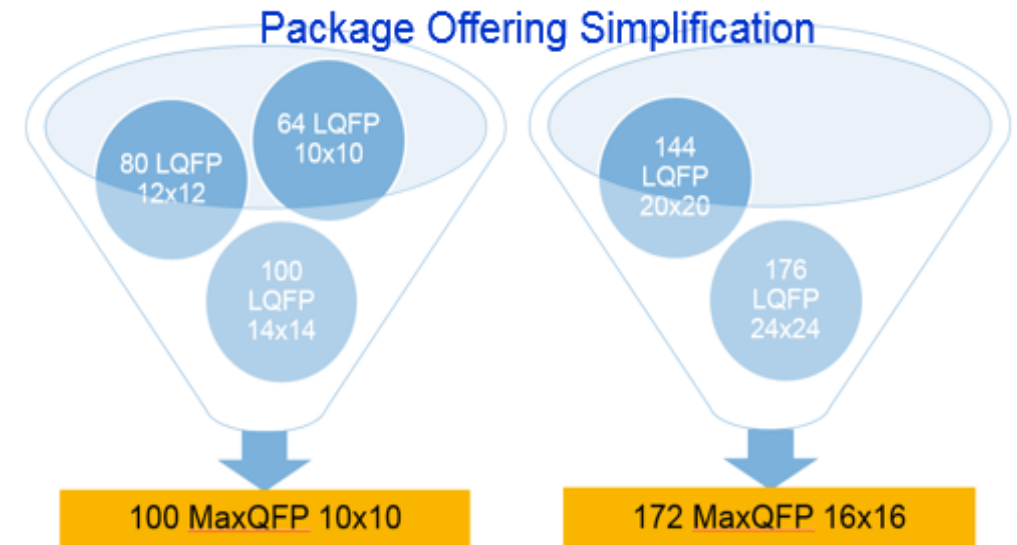 Package Offering Simplification
64 LQFP
10x10
80 LQFP
12x12
100
LQFP
14x14
100 MaxQFP 10x10
144
LQFP
20x20
176
LQFP
24x24
172 MaxQFP 16x16